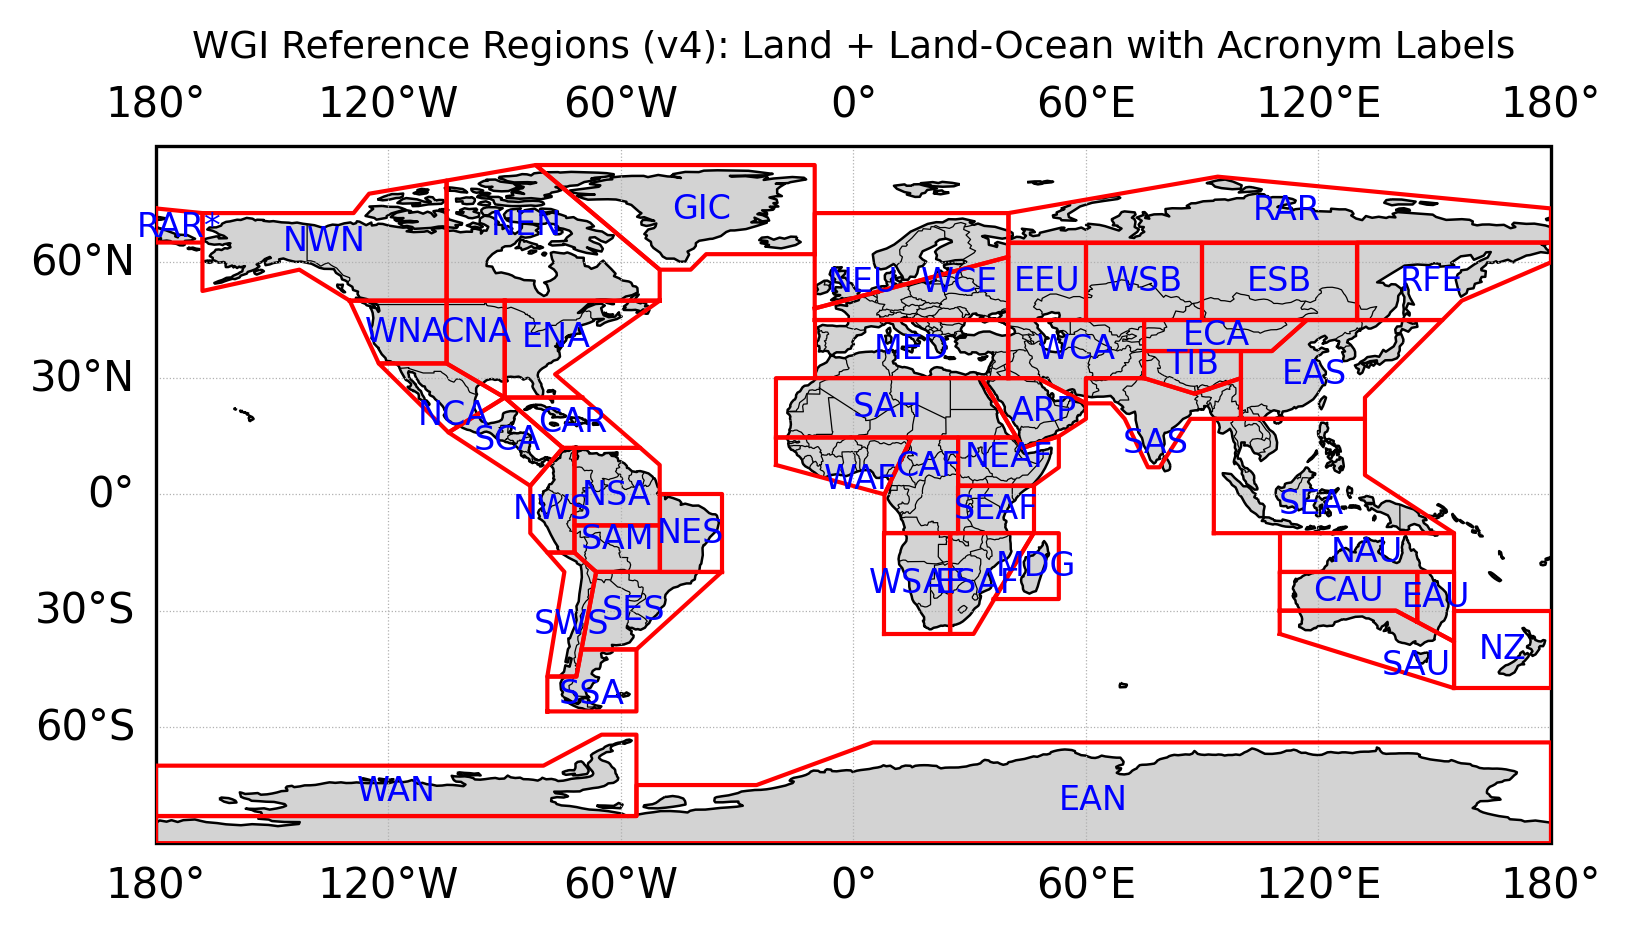 WGI Reference Regions (v4): Land + Land-Ocean with Acronym Labels
180° 120°W 60°W 0° 60°E 120°E 180°
RAR* NWN NEN GIC RAR
60°N
NEU WCE EEU WSB ESB RFE
WNA CNA ENA MED WCA ECA
TIB EAS
30°N
NCA SCA CAR SAH ARP SAS
WAF CAF NEAF
0°
NWS NSA SEAF SEA
SAM NES
NAU
WSAF ESAF MDG CAU EAU
30°S
SWS SES
SAU NZ
SSA
60°S
WAN EAN
180° 120°W 60°W 0° 60°E 120°E 180°